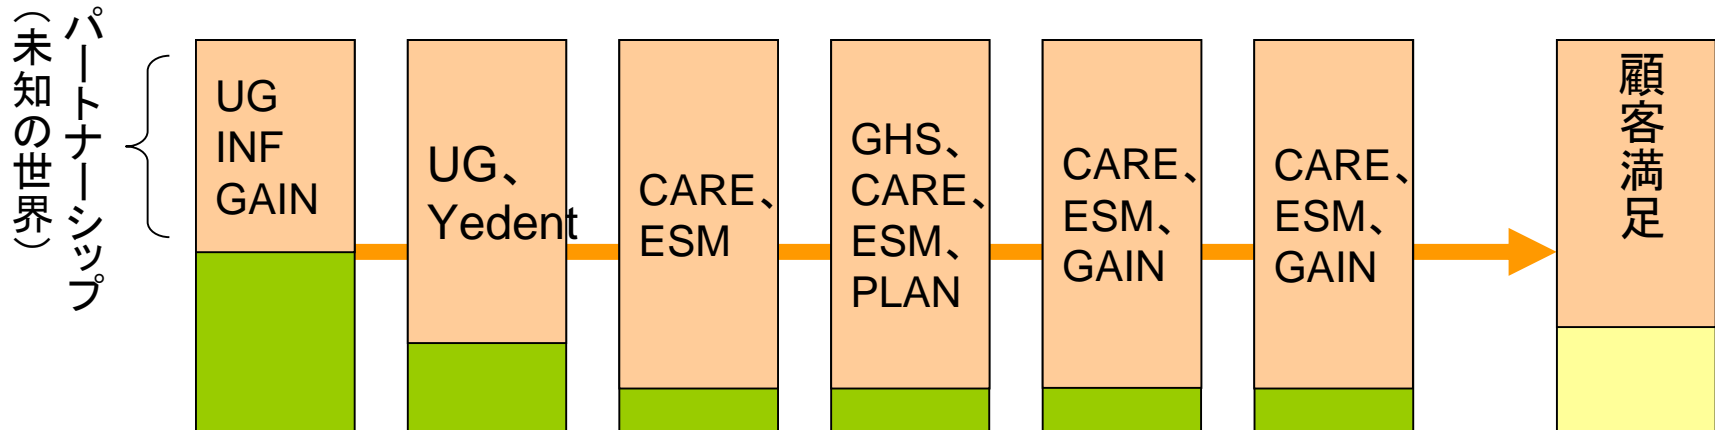 パートナーシップ
（未知の世界）
UG
INF
GAIN
UG、
Yedent
CARE、
ESM
GHS、
CARE、
ESM、
PLAN
CARE、
ESM、
GAIN
CARE、
ESM、
GAIN
顧客満足